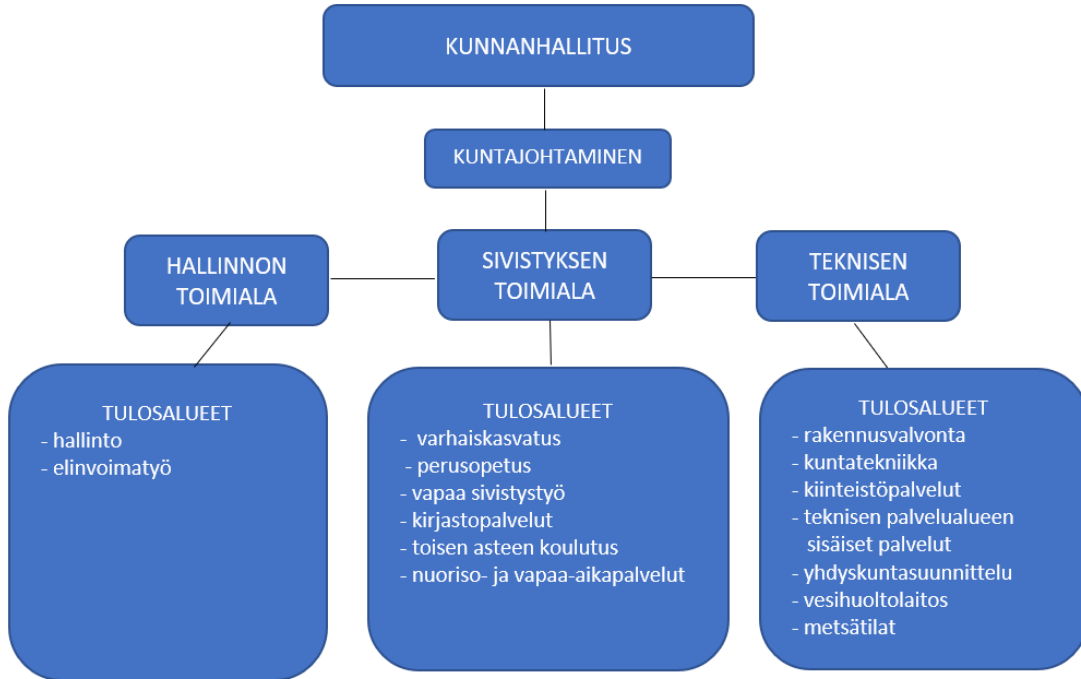 KUNNANHALLITUS
KUNTAJOHTAMINEN
HALLINNON
TOIMIALA
SIVISTYKSEN
TOIMIALA
TEKNISEN
TOIMIALA
TULOSALUEET
- hallinto
- elinvoimatyö
TULOSALUEET
- varhaiskasvatus
- perusopetus
- vapaa sivistystyö
- kirjastopalvelut
- toisen asteen koulutus
- nuoriso- ja vapaa-aikapalvelut
TULOSALUEET
- rakennusvalvonta
- kuntatekniikka
- kiinteistöpalvelut
- teknisen palvelualueen
sisäiset palvelut
- yhdyskuntasuunnittelu
- vesihuoltolaitos
- metsätilat